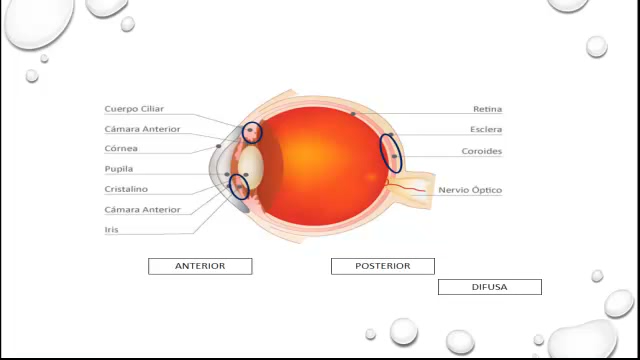 Cuerpo Ciliar
Cámara Anterior
Córnea
Pupila
Cristalino
Cámara Anterior
Iris
Retina
Esclera
Coroides
Nervio Óptico
ANTERIOR
POSTERIOR
DIFUSA